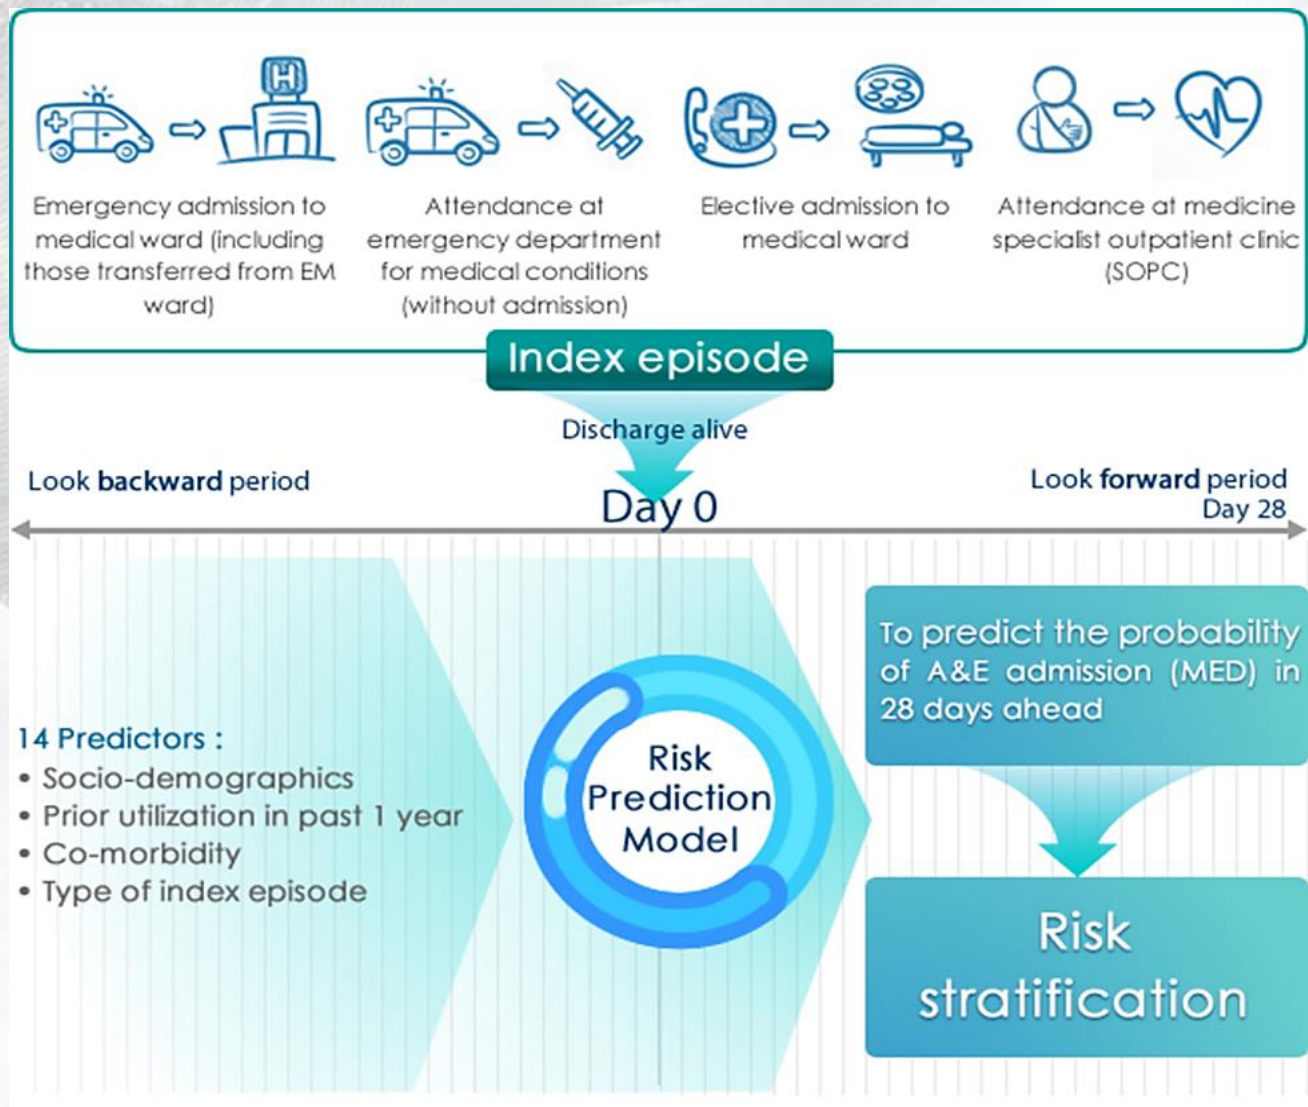 H
Emergency admission to
medical ward (including
those transferred from EM
ward)
Attendance at
emergency department
for medical conditions
(without admission)
Elective admission to
medical ward
Attendance at medicine
specialist outpatient clinic
(SOPC)
Index episode
Discharge alive
Look backward period
Day 0
Look forward period
Day 28
14 Predictors :
• Socio-demographics
• Prior utilization in past 1 year
• Co-morbidity
• Type of index episode
Risk
Prediction
Model
To predict the probability
of A&E admission (MED) in
28 days ahead
Risk
stratification